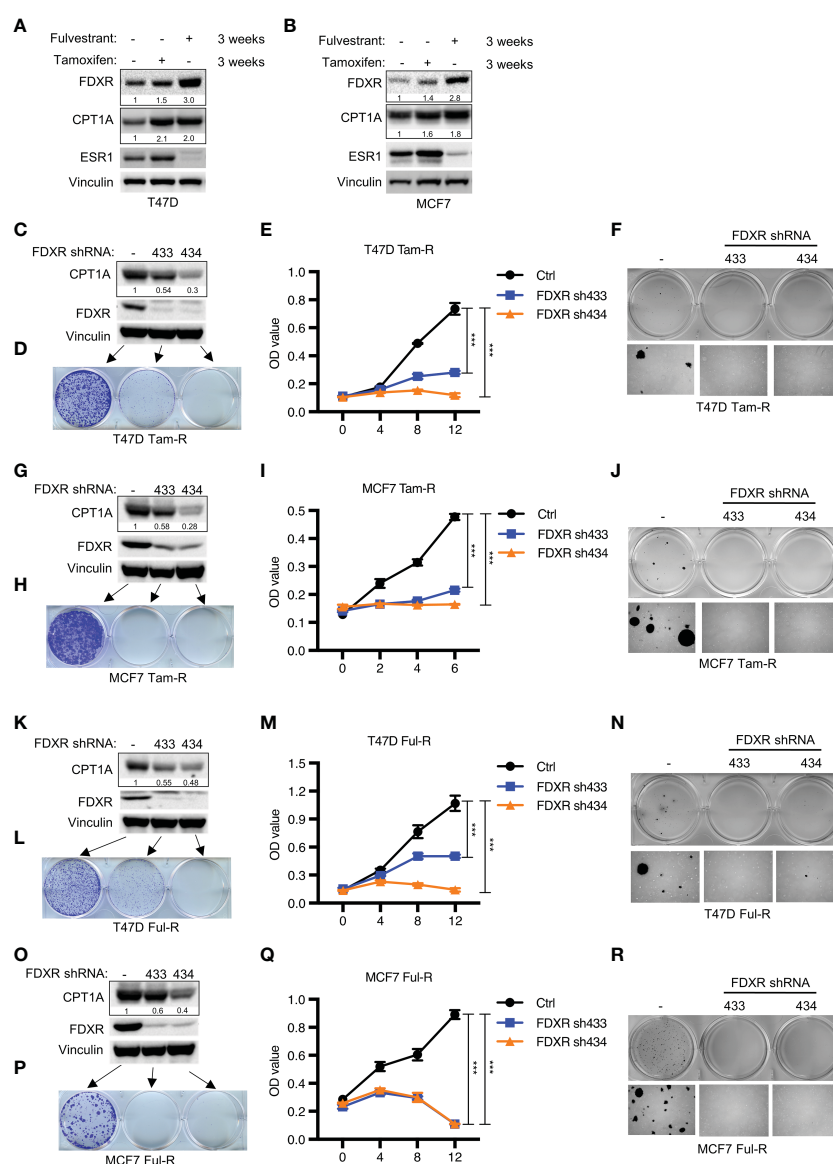 A
Fulvestrant: - - + 3 weeks
Tamoxifen: - + - 3 weeks
FDXR
1 1.5 3.0
CPT1A
1 2.1 2.0
ESR1
Vinculin
T47D
B
Fulvestrant: - - + 3 weeks
Tamoxifen: - + - 3 weeks
FDXR
1 1.4 2.8
CPT1A
1 1.6 1.8
ESR1
Vinculin
MCF7
C
FDXR shRNA: - 433 434
CPT1A
1 0.54 0.3
FDXR
Vinculin
D
T47D Tam-R
E
T47D Tam-R
OD value
1.0
0.8
0.6
0.4
0.2
0.0
0 4 8 12
Ctrl
FDXR sh433
FDXR sh434
***
***
F
FDXR shRNA
- 433 434
T47D Tam-R
G
FDXR shRNA: - 433 434
CPT1A
1 0.58 0.28
FDXR
Vinculin
H
MCF7 Tam-R
I
MCF7 Tam-R
OD value
0.5
0.4
0.3
0.2
0.1
0.0
0 2 4 6
Ctrl
FDXR sh433
FDXR sh434
***
***
J
FDXR shRNA
- 433 434
MCF7 Tam-R
K
FDXR shRNA: - 433 434
CPT1A
1 0.55 0.48
FDXR
Vinculin
L
T47D Ful-R
M
T47D Ful-R
OD value
1.5
1.2
0.9
0.6
0.3
0.0
0 4 8 12
Ctrl
FDXR sh433
FDXR sh434
***
***
N
FDXR shRNA
- 433 434
T47D Ful-R
O
FDXR shRNA: - 433 434
CPT1A
1 0.6 0.4
FDXR
Vinculin
P
MCF7 Ful-R
Q
MCF7 Ful-R
OD value
1.0
0.8
0.6
0.4
0.2
0.0
0 4 8 12
Ctrl
FDXR sh433
FDXR sh434
***
***
R
FDXR shRNA
- 433 434
MCF7 Ful-R